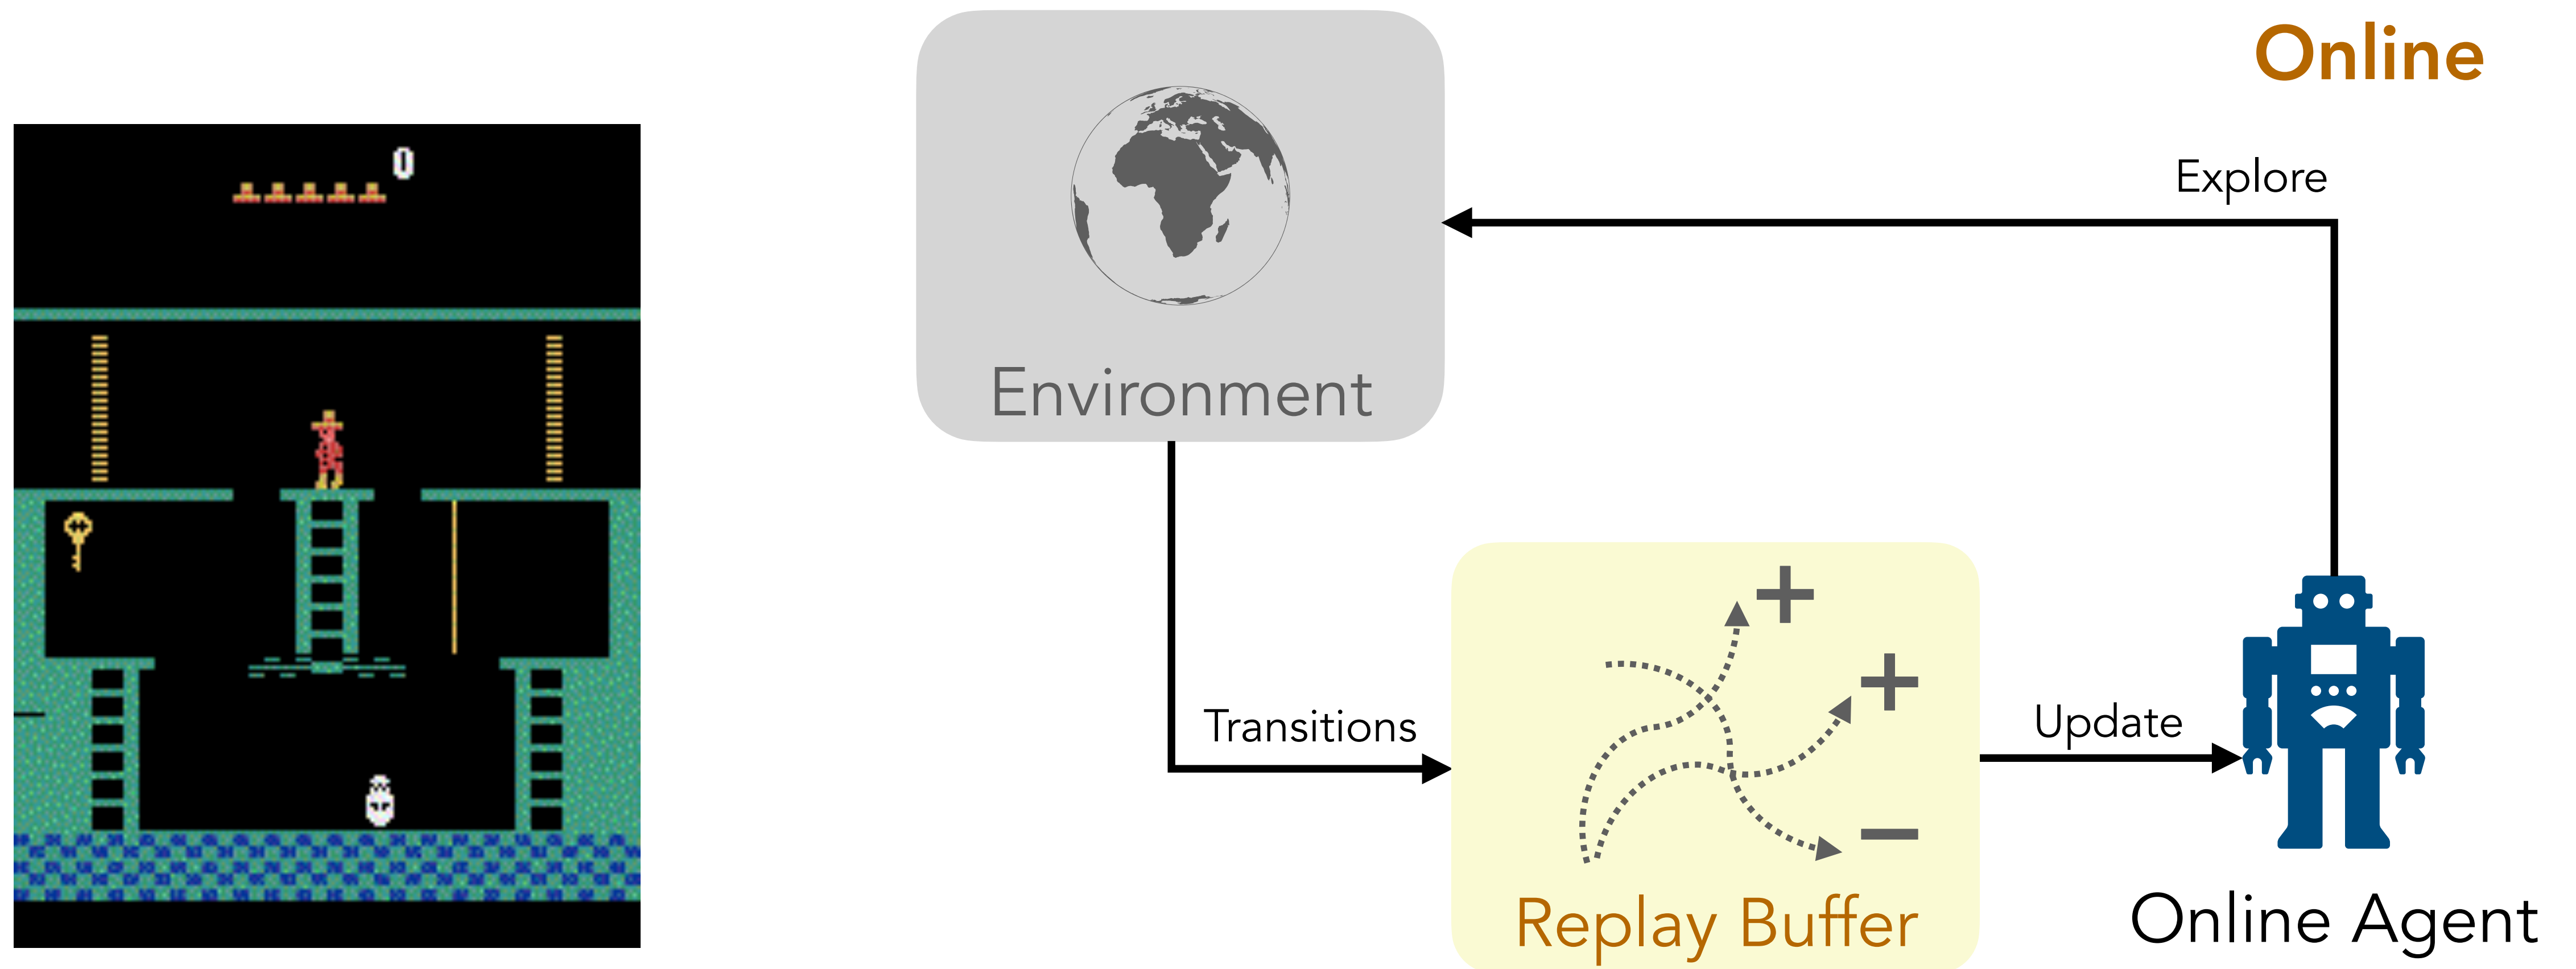 0
Online
Explore
Environment
Transitions
Update
Replay Buffer
Online Agent